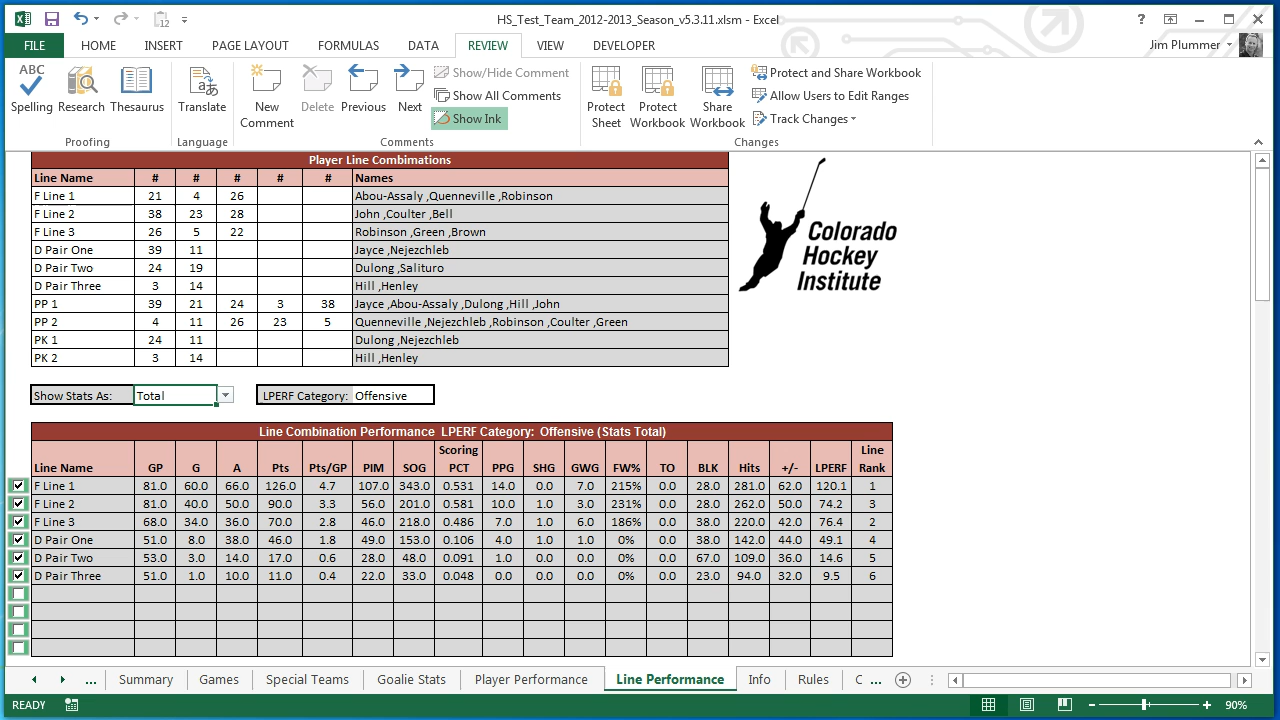 HS_Test_Team_2012-2013_Season_v5.3.11.xlsm - Excel
FILE HOME INSERT PAGE LAYOUT FORMULAS DATA REVIEW VIEW DEVELOPER Jim Plummer
ABC
Spelling Research Thesaurus Translate New Comment Delete Previous Next
Show/Hide Comment
Show All Comments
Show Ink
Protect Sheet Protect Workbook Share Workbook
Protect and Share Workbook
Allow Users to Edit Ranges
Track Changes
Proofing Language Comments Changes
Player Line Combimations
Line Name # # # # # Names
F Line 1 21 4 26 Abou-Assaly ,Quenneville ,Robinson
F Line 2 38 23 28 John ,Coulter ,Bell
F Line 3 26 5 22 Robinson ,Green ,Brown
D Pair One 39 11 Jayce ,Nejezchleb
D Pair Two 24 19 Dulong ,Salituro
D Pair Three 3 14 Hill ,Henley
PP 1 39 21 24 3 38 Jayce ,Abou-Assaly ,Dulong ,Hill ,John
PP 2 4 11 26 23 5 Quenneville ,Nejezchleb ,Robinson ,Coulter ,Green
PK 1 24 11 Dulong ,Nejezchleb
PK 2 3 14 Hill ,Henley
Colorado
Hockey
Institute
Show Stats As: Total LPERF Category: Offensive
Line Combination Performance LPERF Category: Offensive (Stats Total)
Line Name GP G A Pts Pts/GP PIM SOG Scoring PCT PPG SHG GWG FW% TO BLK Hits +/- LPERF Line Rank
F Line 1 81.0 60.0 66.0 126.0 4.7 107.0 343.0 0.531 14.0 0.0 7.0 215% 0.0 20.0 281.0 62.0 120.1 1
F Line 2 81.0 40.0 50.0 90.0 3.3 56.0 201.0 0.581 10.0 1.0 3.0 231% 0.0 28.0 262.0 50.0 74.2 3
F Line 3 68.0 34.0 36.0 70.0 2.8 46.0 218.0 0.486 7.0 1.0 6.0 186% 0.0 38.0 220.0 42.0 76.4 2
D Pair One 51.0 8.0 38.0 46.0 1.8 49.0 153.0 0.106 4.0 1.0 1.0 0% 0.0 38.0 142.0 44.0 49.1 4
D Pair Two 53.0 3.0 14.0 17.0 0.6 28.0 48.0 0.091 1.0 0.0 0.0 0% 0.0 67.0 109.0 36.0 14.6 5
D Pair Three 51.0 1.0 10.0 11.0 0.4 22.0 33.0 0.048 0.0 0.0 0.0 0% 0.0 23.0 94.0 32.0 9.5 6
... Summary Games Special Teams Goalie Stats Player Performance Line Performance Info Rules C ...
READY 90%